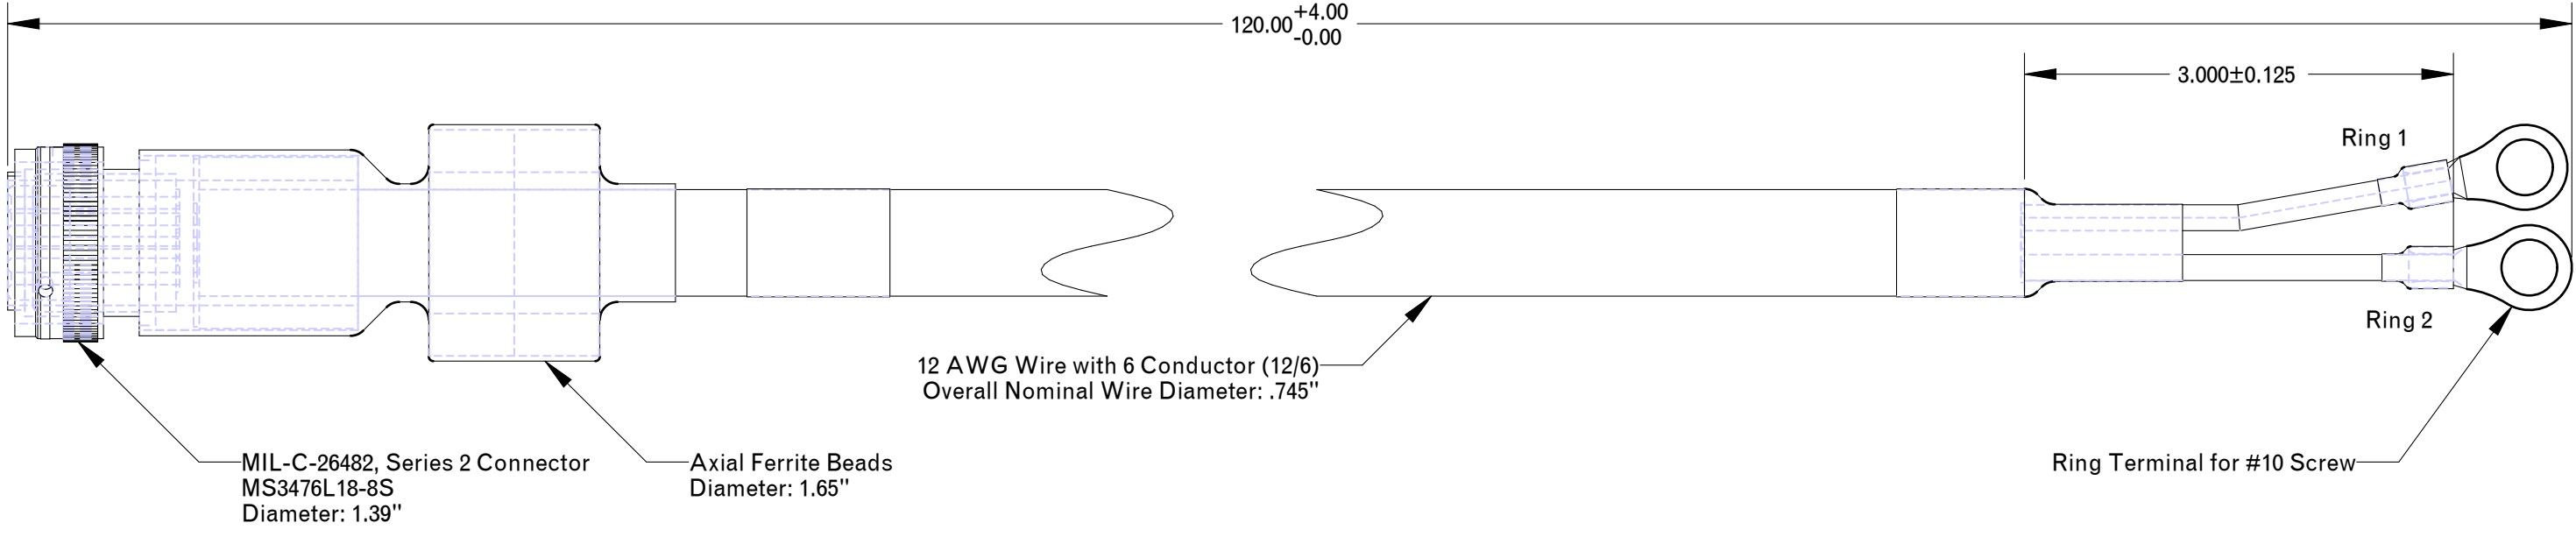 120.00 +4.00 -0.00
3.000±0.125
Ring 1
Ring 2
12 AWG Wire with 6 Conductor (12/6)
Overall Nominal Wire Diameter: .745"
MIL-C-26482, Series 2 Connector
MS3476L18-8S
Diameter: 1.39"
Axial Ferrite Beads
Diameter: 1.65"
Ring Terminal for #10 Screw